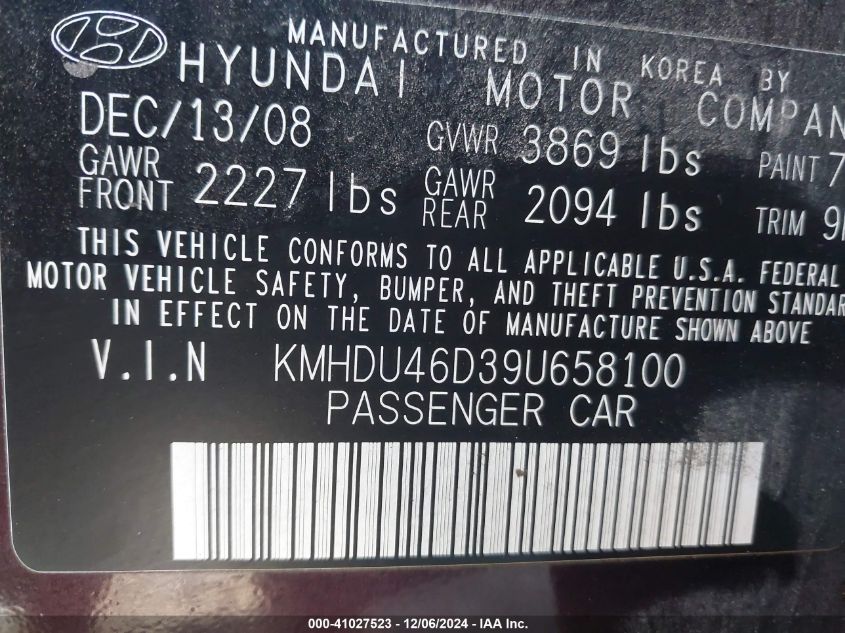 MANUFACTURED IN KOREA BY
HYUNDAI MOTOR COMPAN
DEC/13/08 GVWR 3869 lbs PAINT 7
GAWR FRONT 2227 lbs GAWR REAR 2094 lbs TRIM 9
THIS VEHICLE CONFORMS TO ALL APPLICABLE U.S.A. FEDERAL
MOTOR VEHICLE SAFETY, BUMPER, AND THEFT PREVENTION STANDAR
IN EFFECT ON THE DATE OF MANUFACTURE SHOWN ABOVE
V.I.N KMHDU46D39U658100
PASSENGER CAR
000-41027523 - 12/06/2024 - IAA Inc.